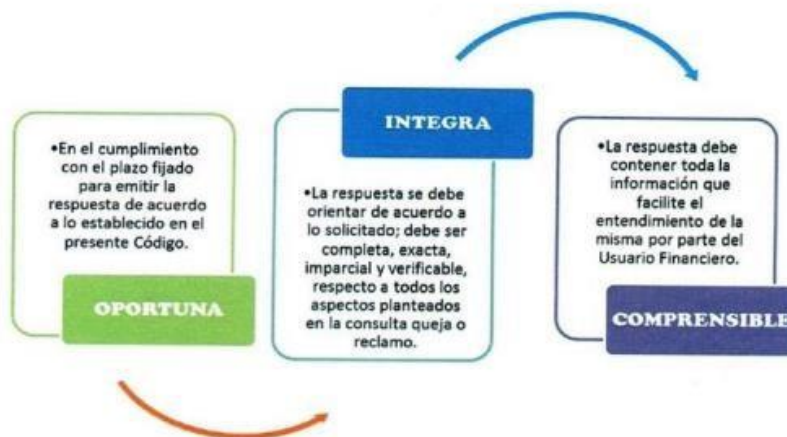 •En el cumplimiento
con el plazo fijado
para emitir la
respuesta de acuerdo
a lo establecido en el
presente Código.
OPORTUNA
INTEGRA
•La respuesta se debe
orientar de acuerdo a
lo solicitado; debe ser
completa, exacta,
imparcial y verificable,
respecto a todos los
aspectos planteados
en la consulta queja o
reclamo.
•La respuesta debe
contener toda la
información que
facilite el
entendimiento de la
misma por parte del
Usuario Financiero.
COMPRENSIBLE